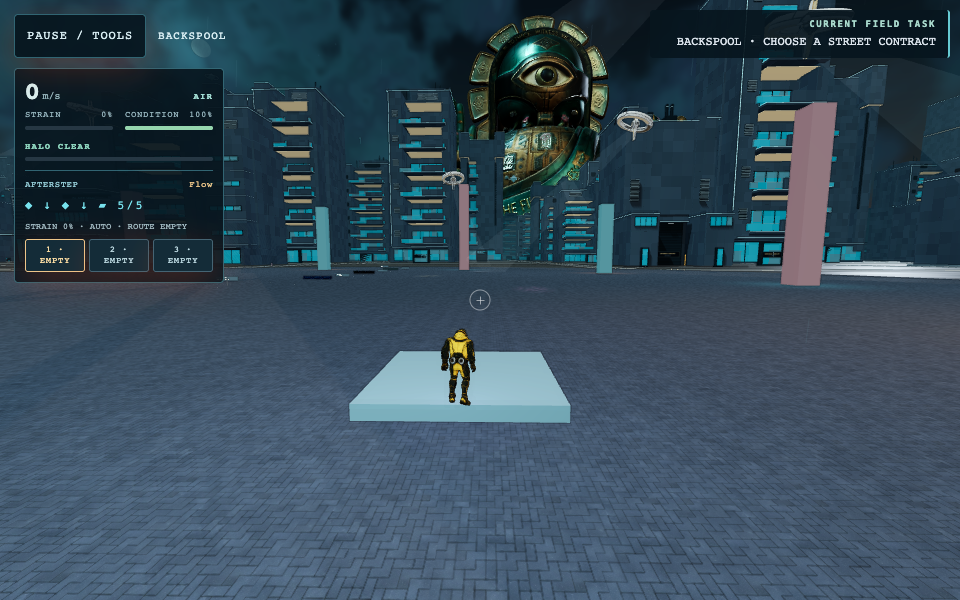 PAUSE / TOOLS
BACKSPOOL
CURRENT FIELD TASK
BACKSPOOL · CHOOSE A STREET CONTRACT
0 m/s
AIR
STRAIN 0%
CONDITION 100%
HALO CLEAR
AFTERSTEP
Flow
5/5
STRAIN 0% · AUTO · ROUTE EMPTY
1 · EMPTY
2 · EMPTY
3 · EMPTY